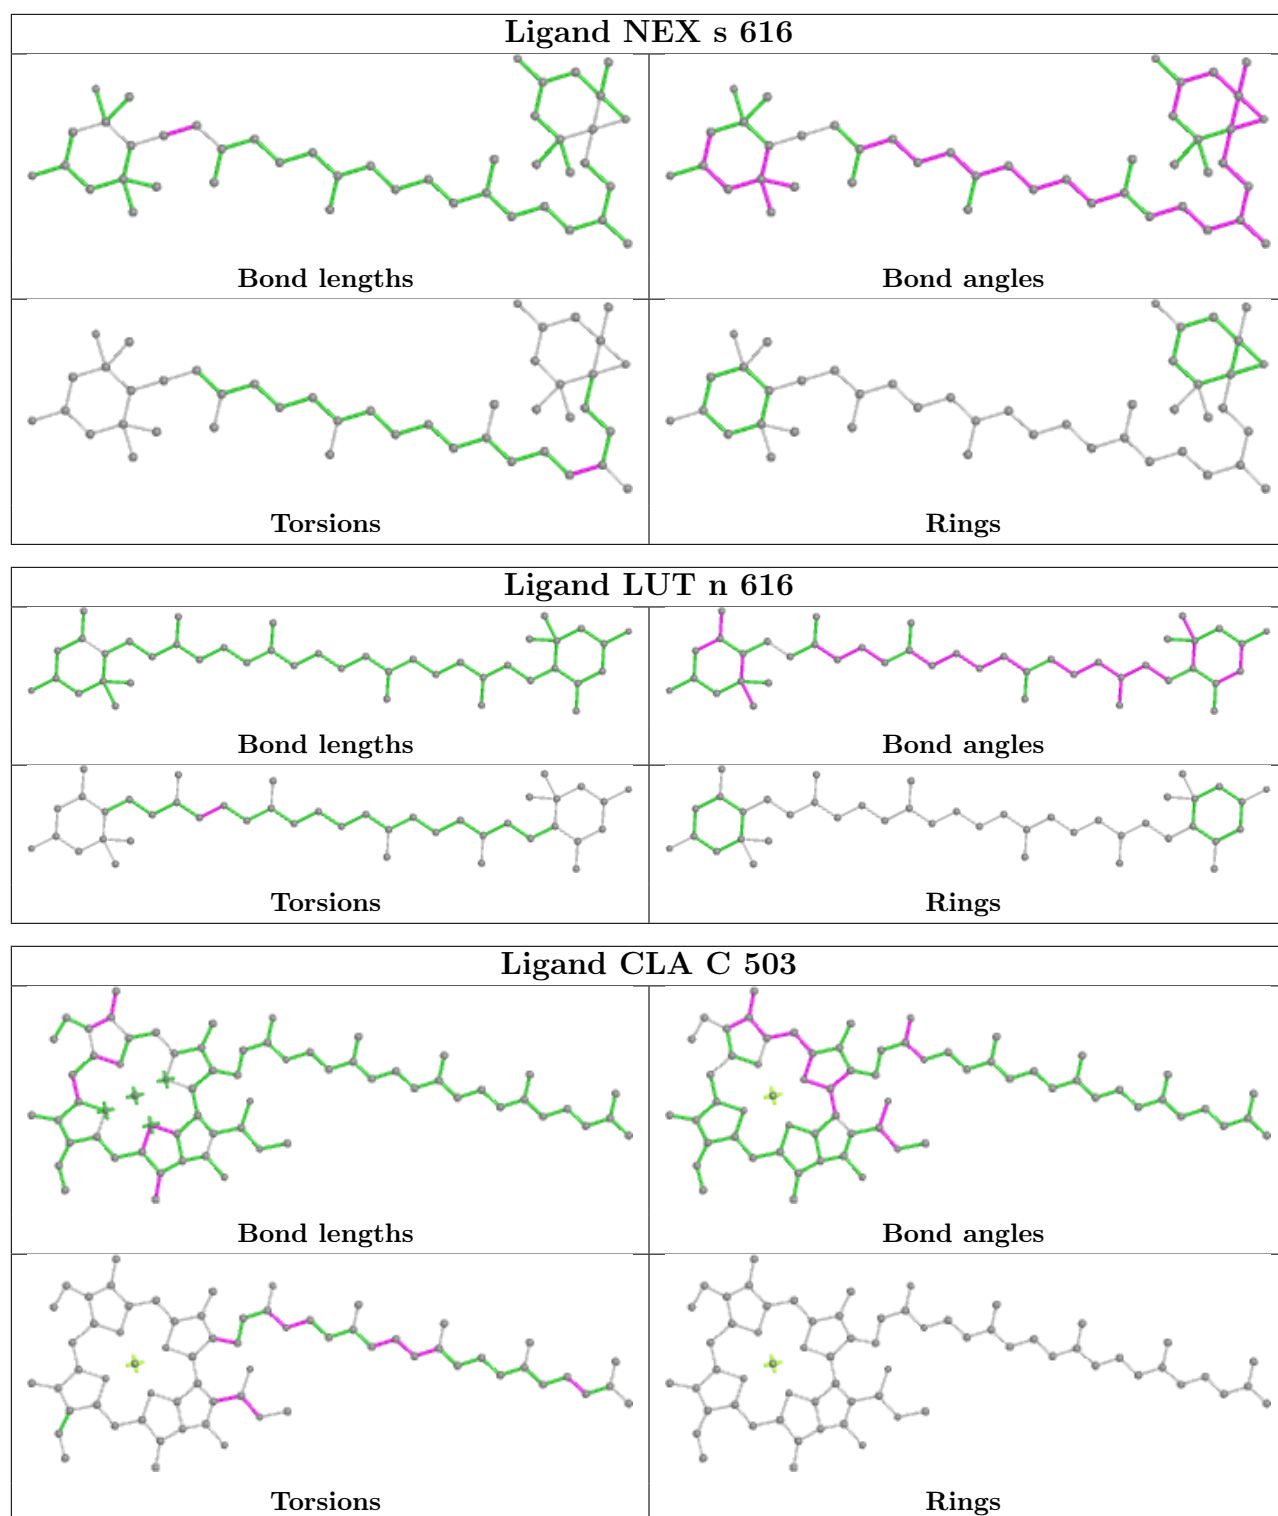 Ligand NEX s 616
Bond lengths
Bond angles
Torsions
Rings
Ligand LUT n 616
Bond lengths
Bond angles
Torsions
Rings
Ligand CLA C 503
Bond lengths
Bond angles
Torsions
Rings